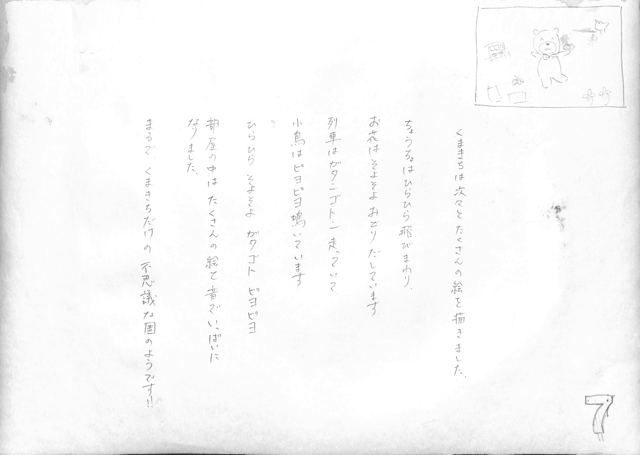 くまきちは次々とたくさんの絵を描きました。
ちょうちょはひらひら飛びまわり、
お花はそよそよおどりだしています
列車はガタンゴトン走っていて
小鳥はピヨピヨ鳴いています
ひらひら そよそよ ガタゴト ピヨピヨ
部屋の中はたくさんの絵と音でいっぱいに
なりました。
まるでくまきちだけの不思議な国のようです!!
7